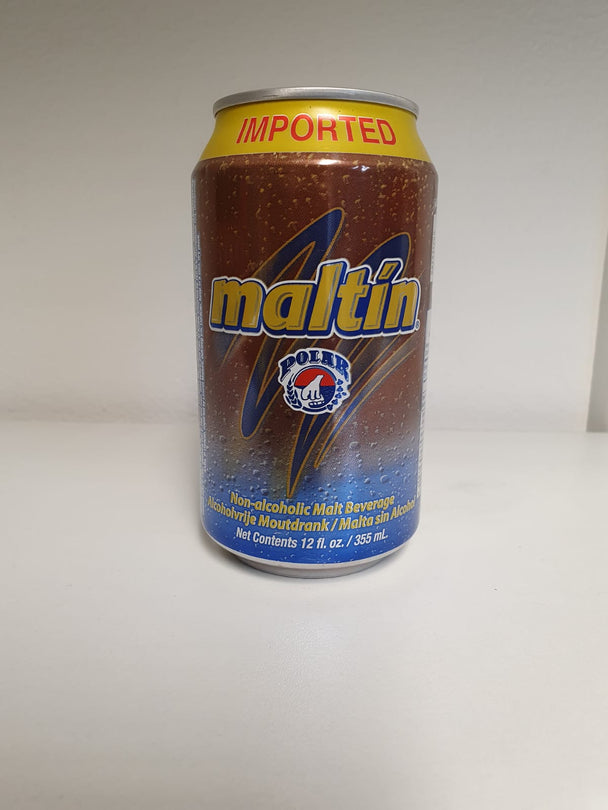 IMPORTED
maltín
POLAR
Non-alcoholic Malt Beverage
Alcoholvrije Moutdrank / Malta sin Alcohol
Net Contents 12 fl. oz. / 355 mL.